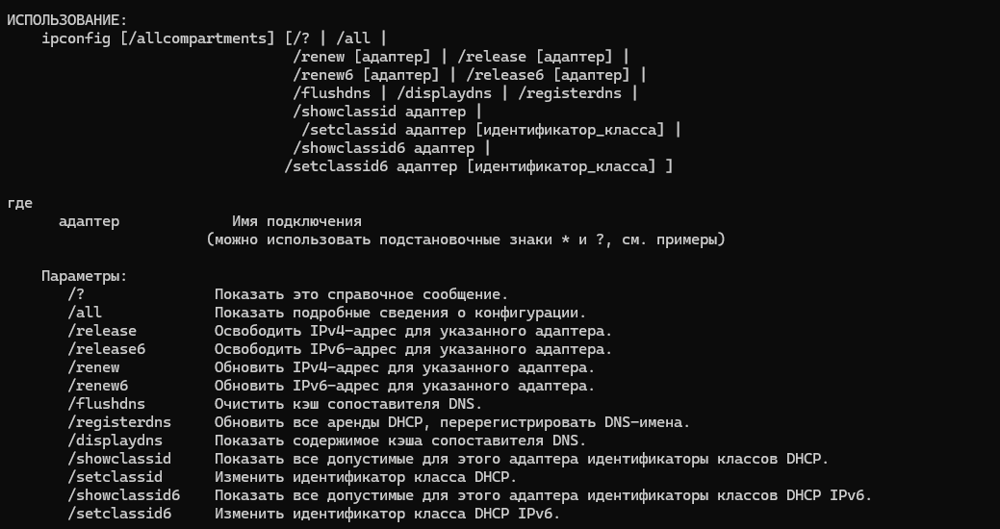 ИСПОЛЬЗОВАНИЕ:
    ipconfig [/allcompartments] [/? | /all |
                                 /renew [адаптер] | /release [адаптер] |
                                 /renew6 [адаптер] | /release6 [адаптер] |
                                 /flushdns | /displaydns | /registerdns |
                                 /showclassid адаптер |
                                  /setclassid адаптер [идентификатор_класса] |
                                 /showclassid6 адаптер |
                                /setclassid6 адаптер [идентификатор_класса] ]
где
      адаптер             Имя подключения
                       (можно использовать подстановочные знаки * и ?, см. примеры)
    Параметры:
       /?               Показать это справочное сообщение.
       /all             Показать подробные сведения о конфигурации.
       /release         Освободить IPv4-адрес для указанного адаптера.
       /release6        Освободить IPv6-адрес для указанного адаптера.
       /renew           Обновить IPv4-адрес для указанного адаптера.
       /renew6          Обновить IPv6-адрес для указанного адаптера.
       /flushdns        Очистить кэш сопоставителя DNS.
       /registerdns     Обновить все аренды DHCP, перерегистрировать DNS-имена.
       /displaydns      Показать содержимое кэша сопоставителя DNS.
       /showclassid     Показать все допустимые для этого адаптера идентификаторы классов DHCP.
       /setclassid      Изменить идентификатор класса DHCP.
       /showclassid6    Показать все допустимые для этого адаптера идентификаторы классов DHCP IPv6.
       /setclassid6     Изменить идентификатор класса DHCP IPv6.